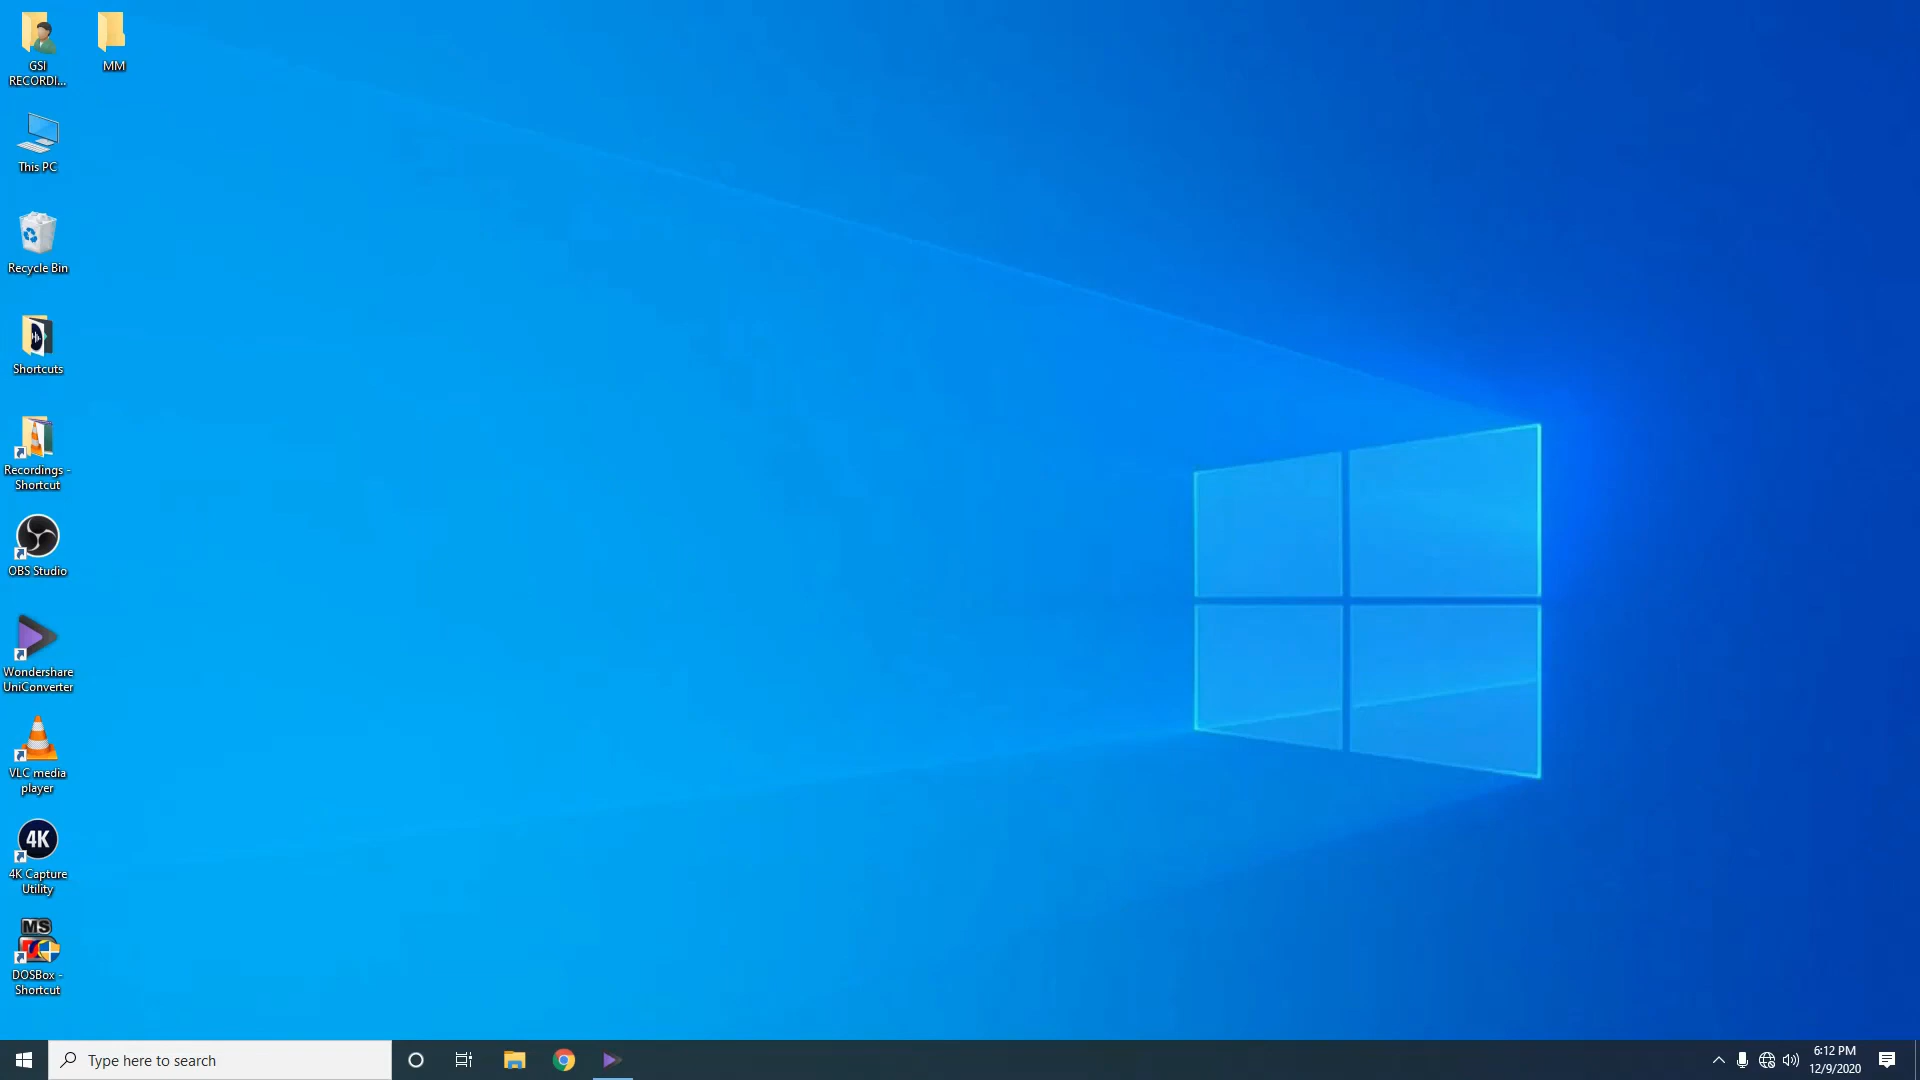 GSI
RECORDI...
MM
This PC
Recycle Bin
Shortcuts
Recordings -
Shortcut
OBS Studio
Wondershare
UniConverter
VLC media
player
4K
4K Capture
Utility
MS
DOSBox -
Shortcut
Type here to search
6:12 PM
12/9/2020